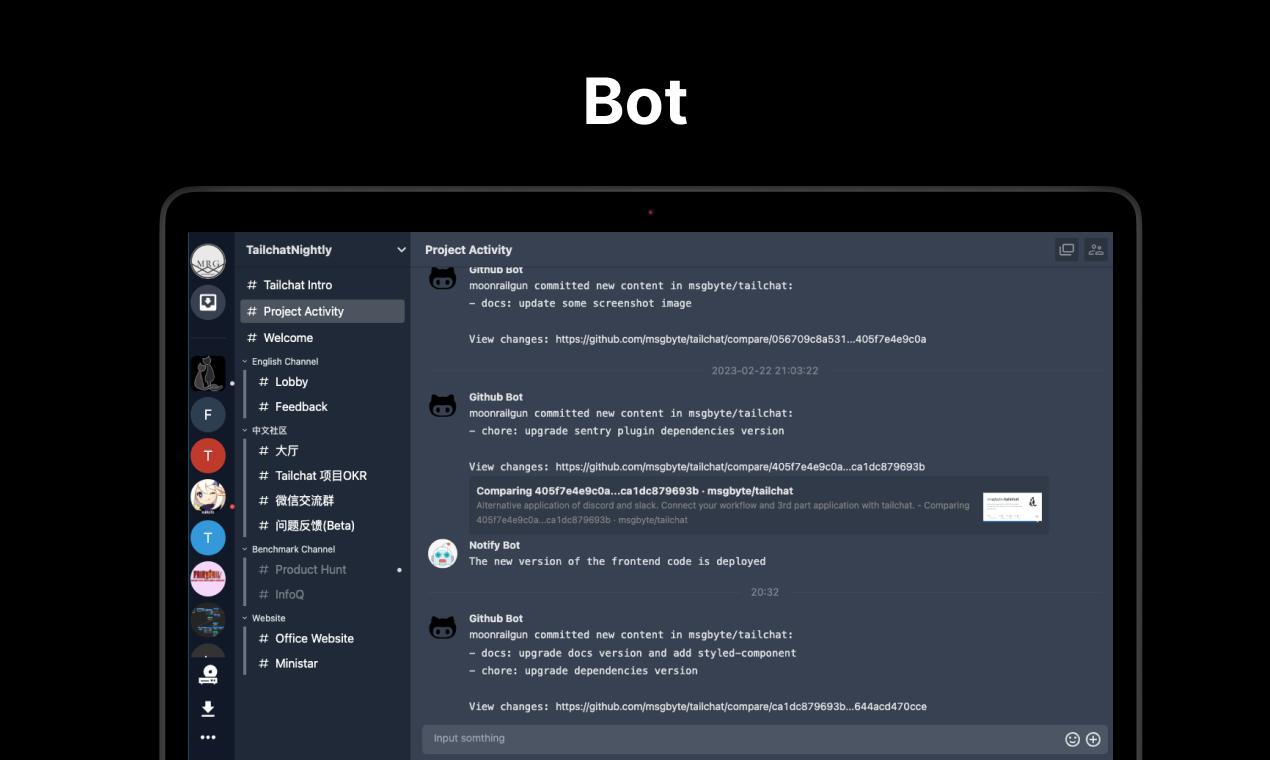 Bot
MRG
TailchatNightly
# Tailchat Intro
# Project Activity
# Welcome
English Channel
# Lobby
# Feedback
中文社区
# 大厅
# Tailchat 项目OKR
# 微信交流群
# 问题反馈(Beta)
Benchmark Channel
# Product Hunt
# InfoQ
Website
# Office Website
# Ministar
F
T
T
FAIRY TAIL
Project Activity
Github Bot
moonrailgun committed new content in msgbyte/tailchat:
- docs: update some screenshot image
View changes: https://github.com/msgbyte/tailchat/compare/056709c8a531...405f7e4e9c0a
2023-02-22 21:03:22
Github Bot
moonrailgun committed new content in msgbyte/tailchat:
- chore: upgrade sentry plugin dependencies version
View changes: https://github.com/msgbyte/tailchat/compare/405f7e4e9c0a...ca1dc879693b
Comparing 405f7e4e9c0a...ca1dc879693b · msgbyte/tailchat
Alternative application of discord and slack. Connect your workflow and 3rd part application with tailchat. - Comparing
405f7e4e9c0a...ca1dc879693b · msgbyte/tailchat
msgbyte/tailchat
Notify Bot
The new version of the frontend code is deployed
20:32
Github Bot
moonrailgun committed new content in msgbyte/tailchat:
- docs: upgrade docs version and add styled-component
- chore: upgrade dependencies version
View changes: https://github.com/msgbyte/tailchat/compare/ca1dc879693b...644acd470cce
Input somthing